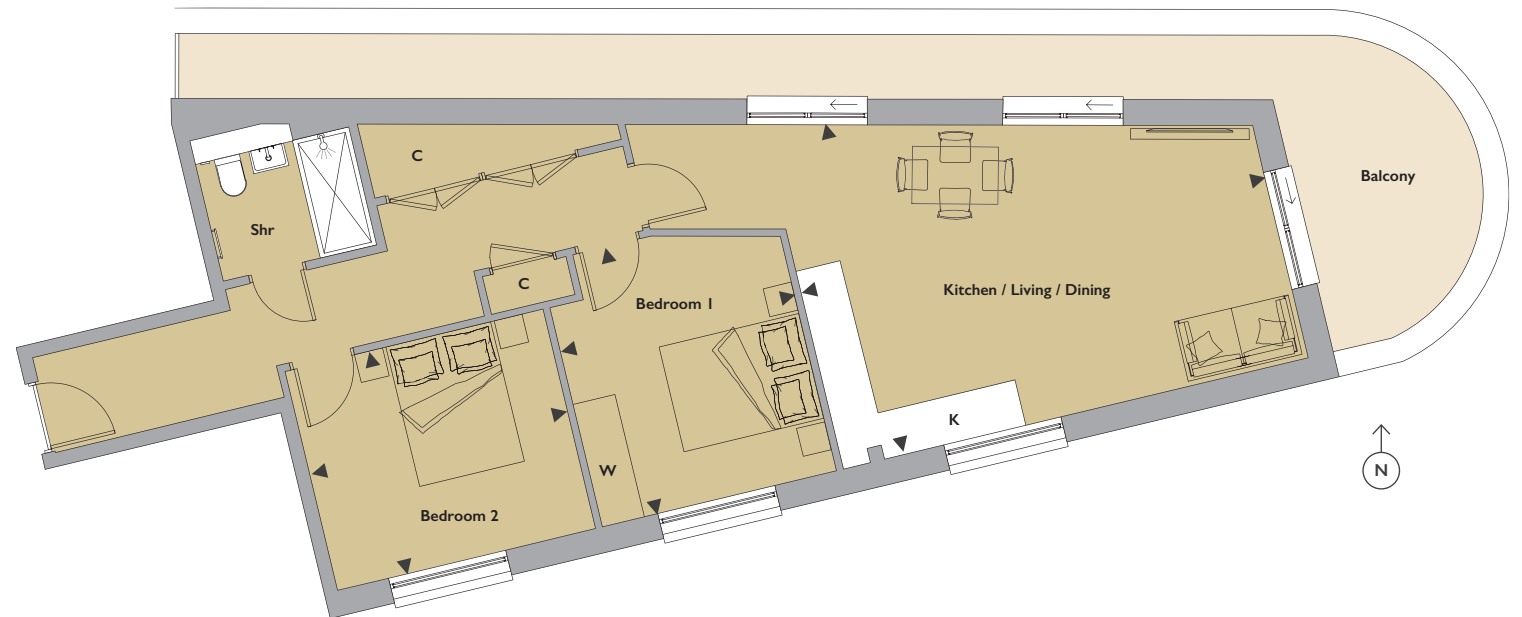 C
Balcony
Shr
C
Kitchen / Living / Dining
Bedroom 1
K
W
N
Bedroom 2